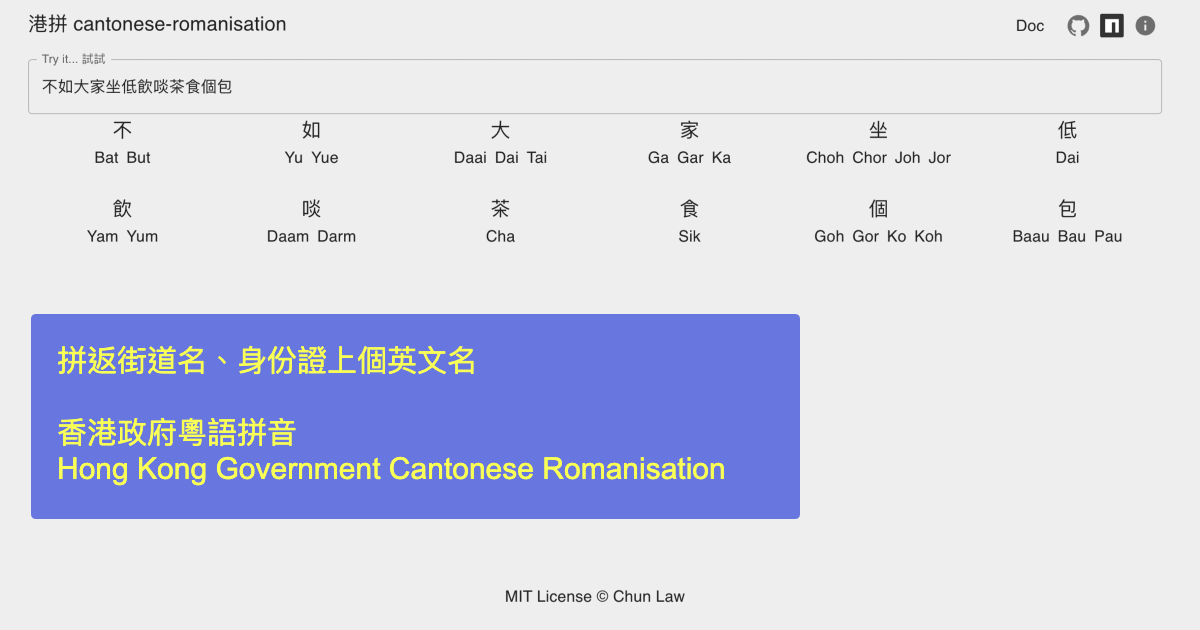 港拼 cantonese-romanisation
Doc
Try it... 試試
不如大家坐低飲啖茶食個包
不 如 大 家 坐 低
Bat But Yu Yue Daai Dai Tai Ga Gar Ka Choh Chor Joh Jor Dai
飲 啖 茶 食 個 包
Yam Yum Daam Darm Cha Sik Goh Gor Ko Koh Baau Bau Pau
拼返街道名、身份證上個英文名
香港政府粵語拼音
Hong Kong Government Cantonese Romanisation
MIT License © Chun Law